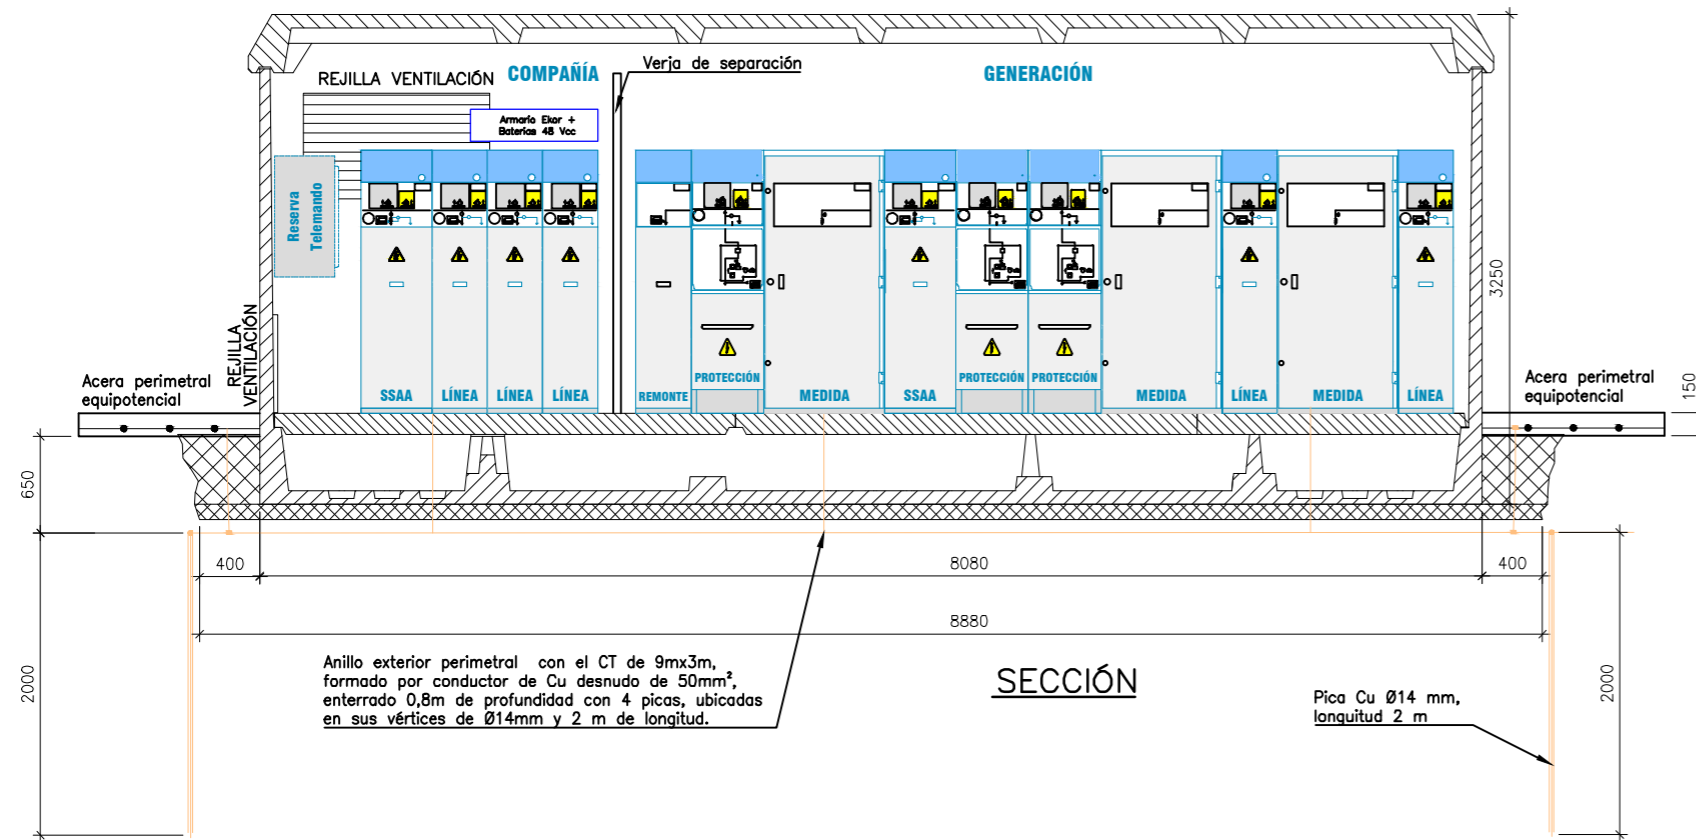 Verja de separación
REJILLA VENTILACIÓN
COMPAÑÍA
GENERACIÓN
Armario Ekor +
Baterías 48 Vcc
Reserva
Telemando
3250
REJILLA
VENTILACIÓN
SSAA
LÍNEA
LÍNEA
LÍNEA
REMONTE
PROTECCIÓN
MEDIDA
SSAA
PROTECCIÓN
PROTECCIÓN
MEDIDA
LÍNEA
MEDIDA
LÍNEA
Acera perimetral
equipotencial
Acera perimetral
equipotencial
150
650
400
8080
400
8880
2000
2000
Anillo exterior perimetral con el CT de 9mx3m,
formado por conductor de Cu desnudo de 50mm²,
enterrado 0,8m de profundidad con 4 picas, ubicadas
en sus vértices de Ø14mm y 2 m de longitud.
SECCIÓN
Pica Cu Ø14 mm,
longuitud 2 m